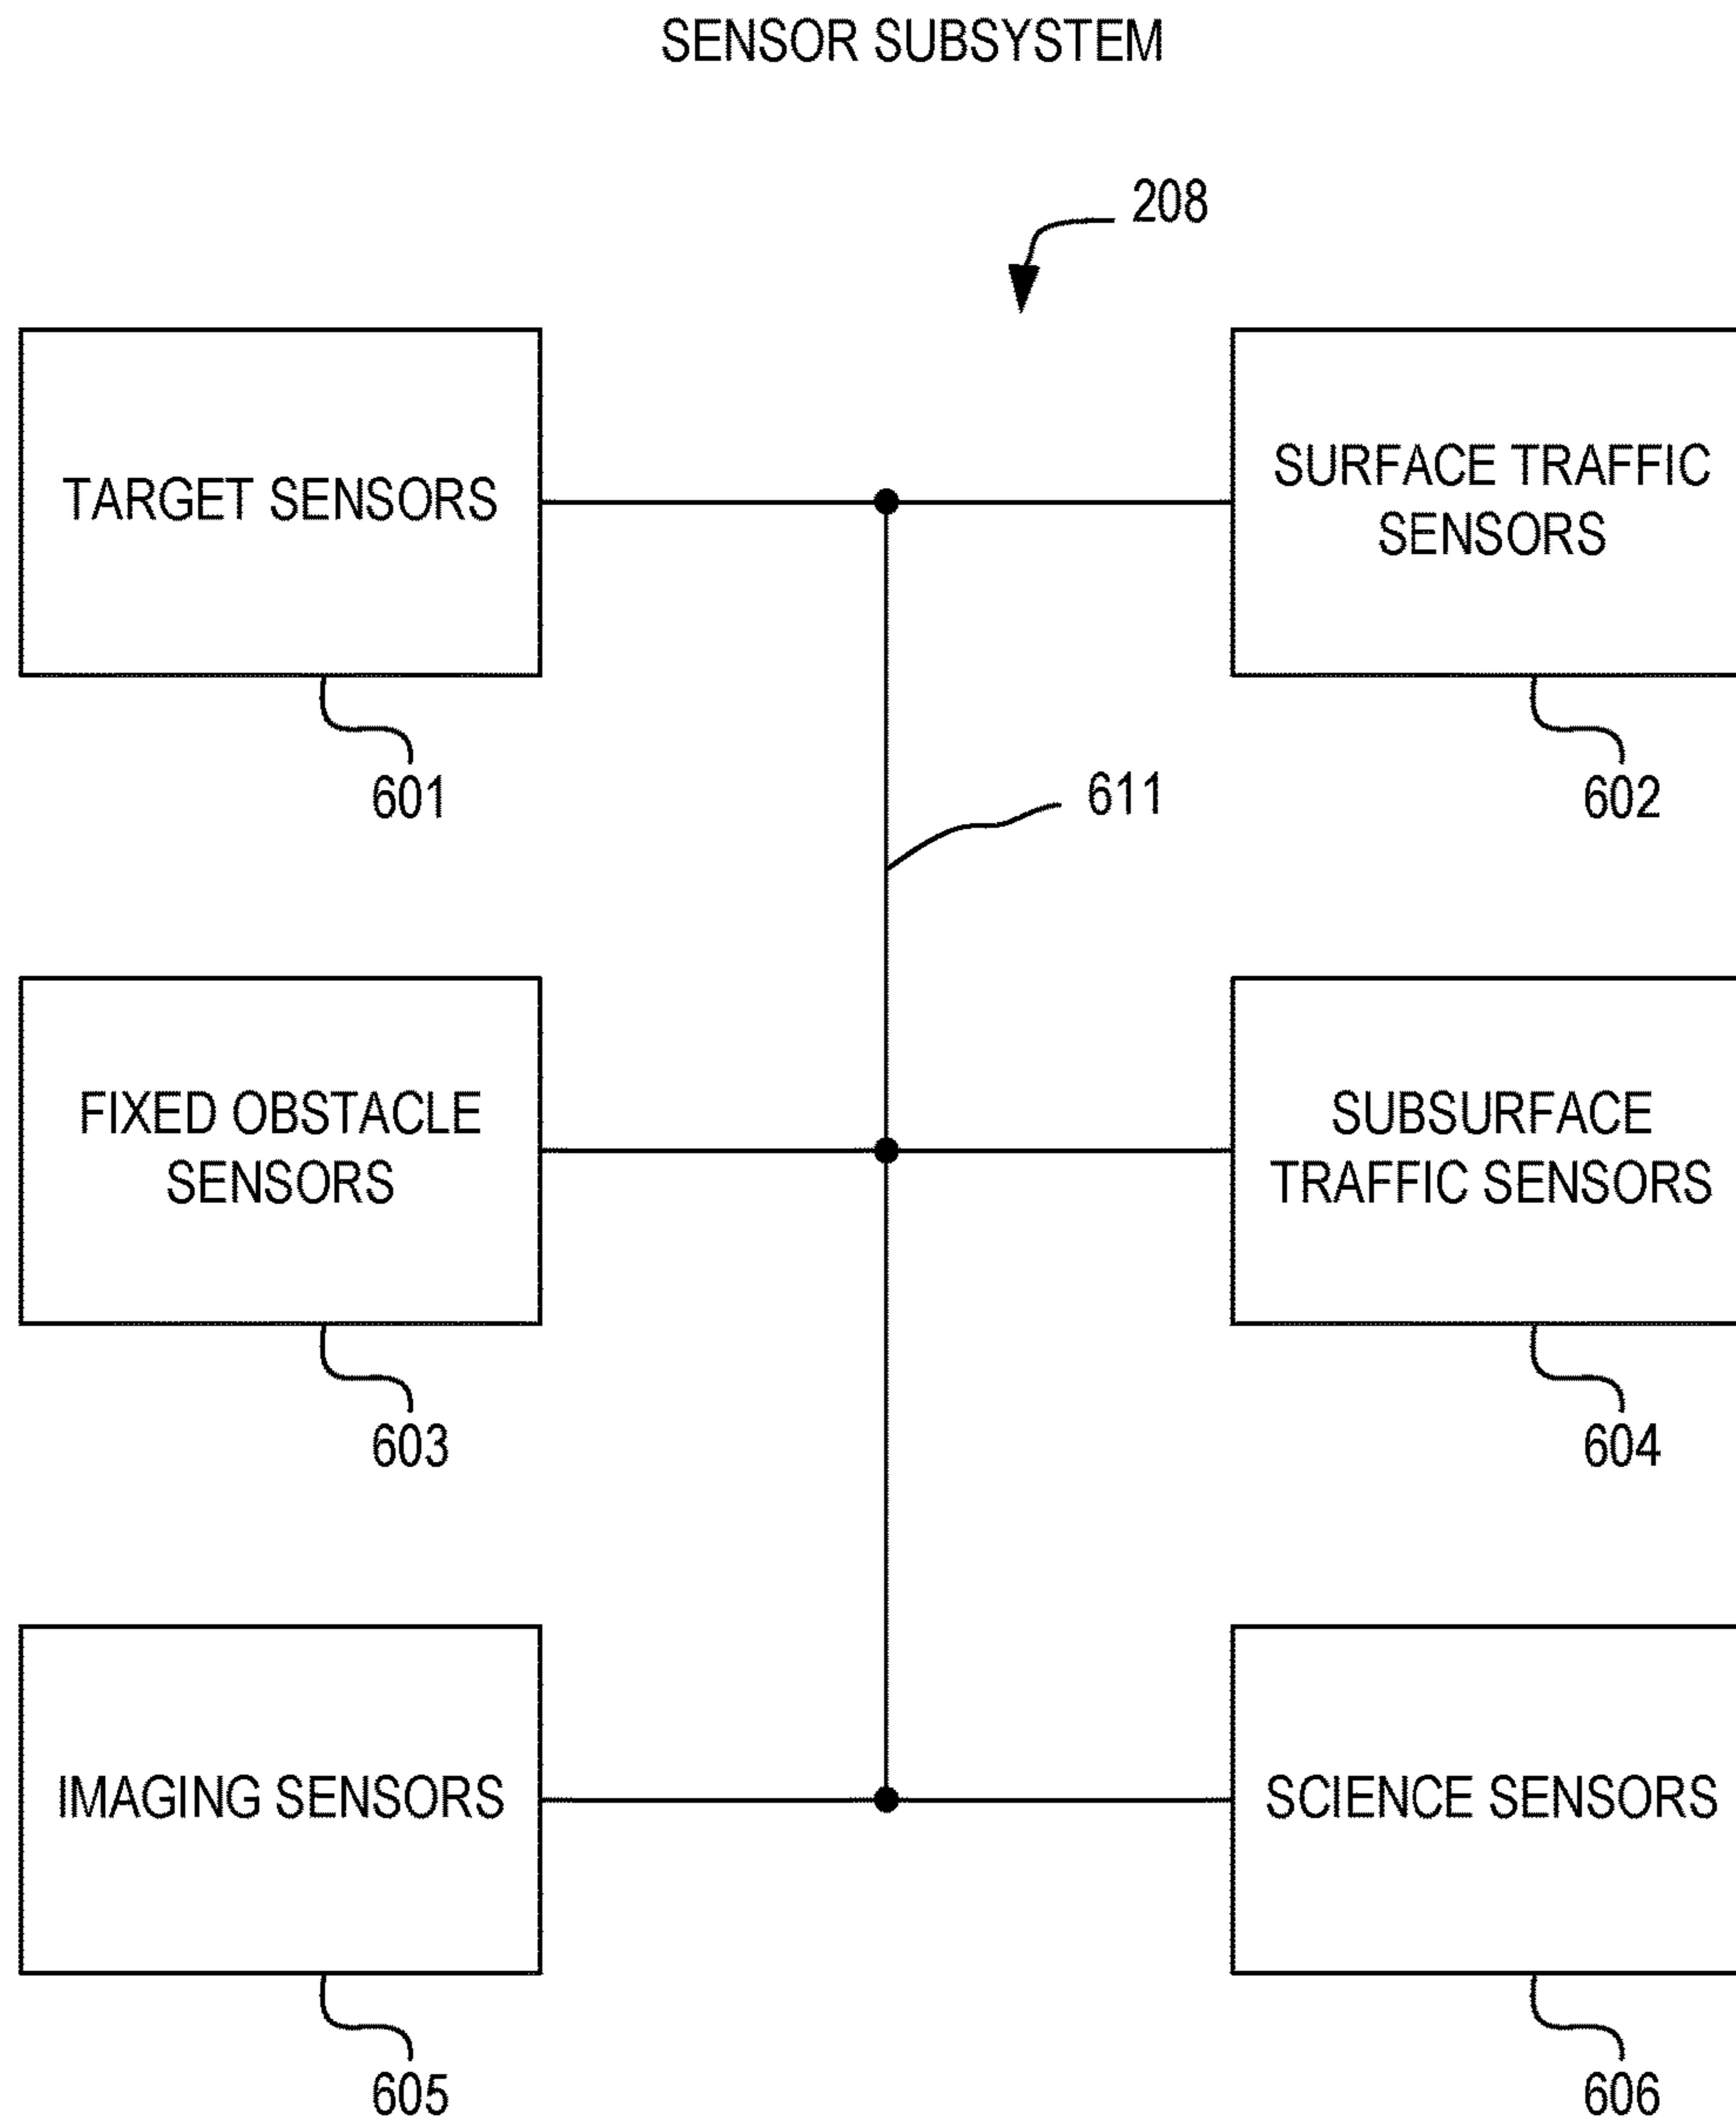 SENSOR SUBSYSTEM
208
TARGET SENSORS
601
SURFACE TRAFFIC
SENSORS
602
611
FIXED OBSTACLE
SENSORS
603
SUBSURFACE
TRAFFIC SENSORS
604
IMAGING SENSORS
605
SCIENCE SENSORS
606